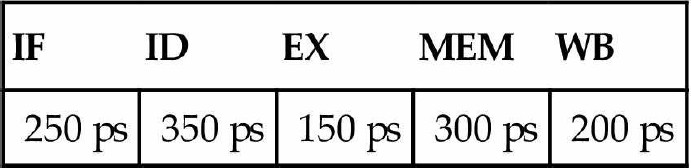 IF ID EX MEM WB
250 ps 350 ps 150 ps 300 ps 200 ps